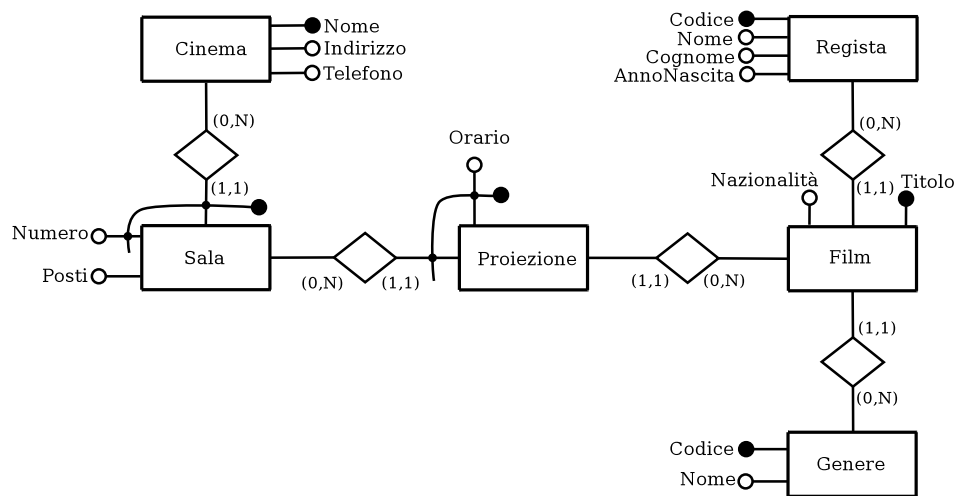 Cinema
Nome
Indirizzo
Telefono
(0,N)
(1,1)
Numero
Posti
Sala
(0,N)
(1,1)
Orario
Proiezione
(1,1)
(0,N)
Codice
Nome
Cognome
AnnoNascita
Regista
(0,N)
(1,1)
Nazionalità
Titolo
Film
(1,1)
(0,N)
Codice
Nome
Genere